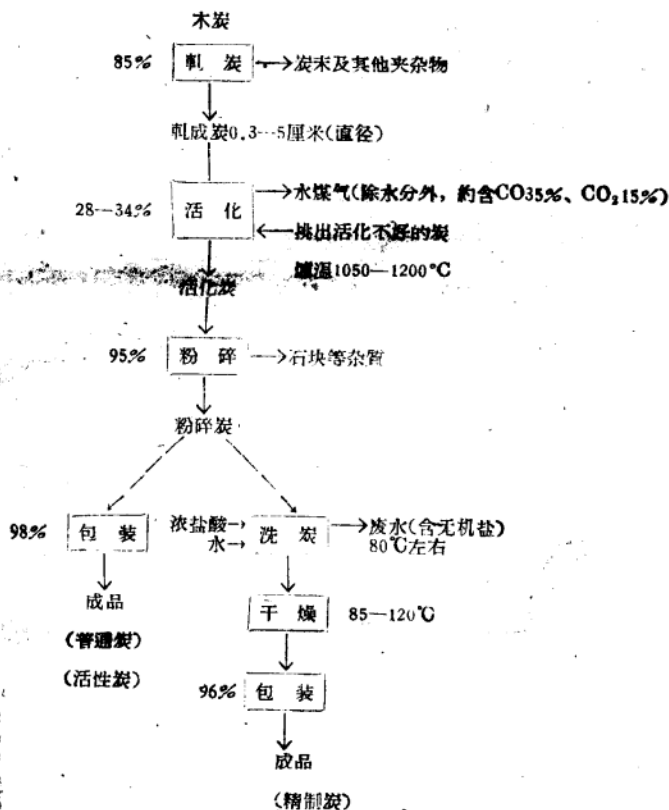 木炭
85% 軋 炭 →炭末及其他夹杂物
軋成炭0.3--5厘米(直径)
28--34% 活 化 →水煤气(除水分外，約含CO35%、CO₂15%)
←挑出活化不好的炭
爐温1050—1200°C
活化炭
95% 粉 碎 →石块等杂質
粉碎炭
98% 包 装 浓盐酸→ 洗 炭 →废水(含无机盐)
水→ 80℃左右
成品 干 燥 85—120℃
(普通炭)
(活性炭) 96% 包 装
成品
(精制炭)